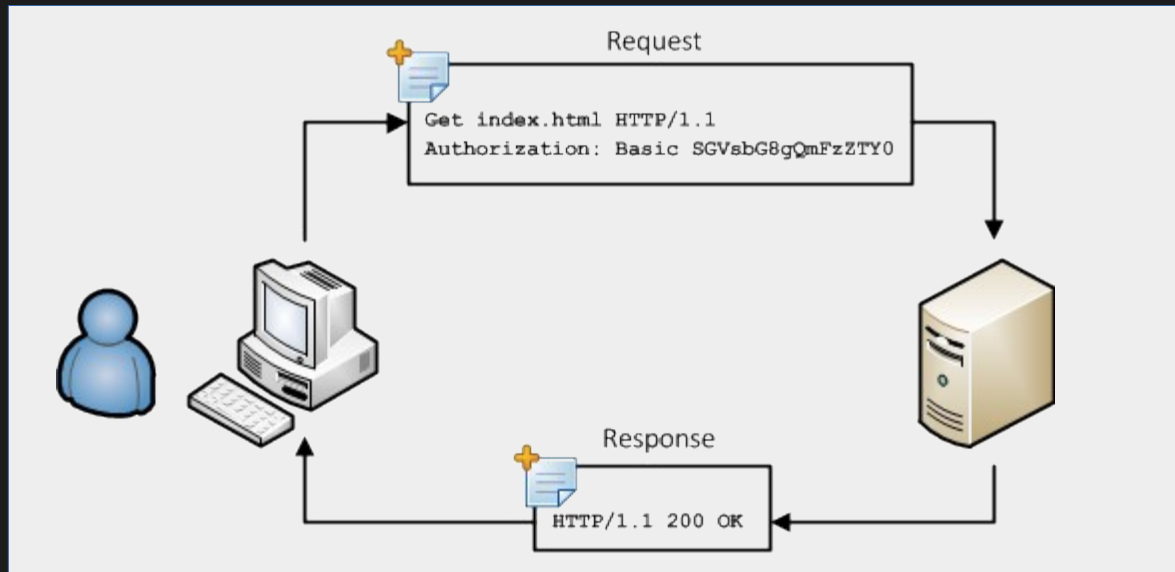 Request
Get index.html HTTP/1.1
Authorization: Basic SGVsbG8gQmFzZTY0
Response
HTTP/1.1 200 OK